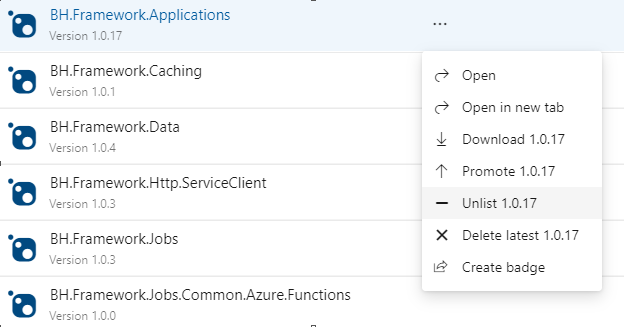 BH.Framework.Applications
Version 1.0.17
...
BH.Framework.Caching
Version 1.0.1
BH.Framework.Data
Version 1.0.4
BH.Framework.Http.ServiceClient
Version 1.0.3
BH.Framework.Jobs
Version 1.0.3
BH.Framework.Jobs.Common.Azure.Functions
Version 1.0.0
Open
Open in new tab
Download 1.0.17
Promote 1.0.17
Unlist 1.0.17
Delete latest 1.0.17
Create badge